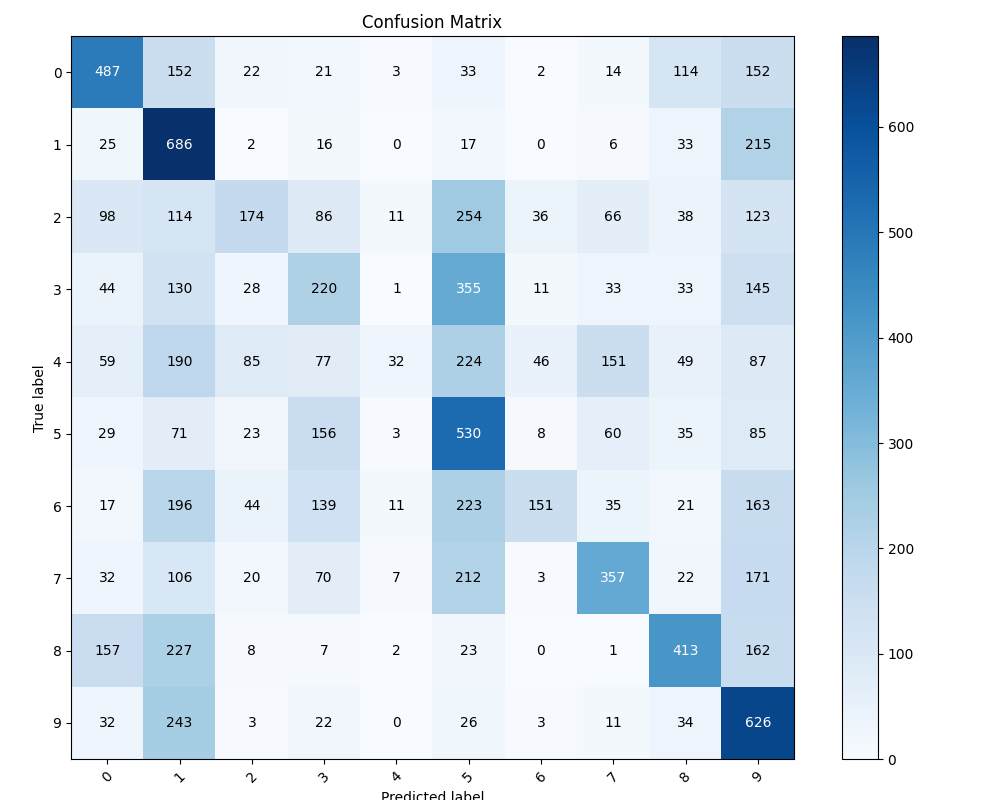 Confusion Matrix
0 487 152 22 21 3 33 2 14 114 152
1 25 686 2 16 0 17 0 6 33 215
2 98 114 174 86 11 254 36 66 38 123
3 44 130 28 220 1 355 11 33 33 145
4 59 190 85 77 32 224 46 151 49 87
5 29 71 23 156 3 530 8 60 35 85
6 17 196 44 139 11 223 151 35 21 163
7 32 106 20 70 7 212 3 357 22 171
8 157 227 8 7 2 23 0 1 413 162
9 32 243 3 22 0 26 3 11 34 626
0 1 2 3 4 5 6 7 8 9
True label
Predicted label
600
500
400
300
200
100
0